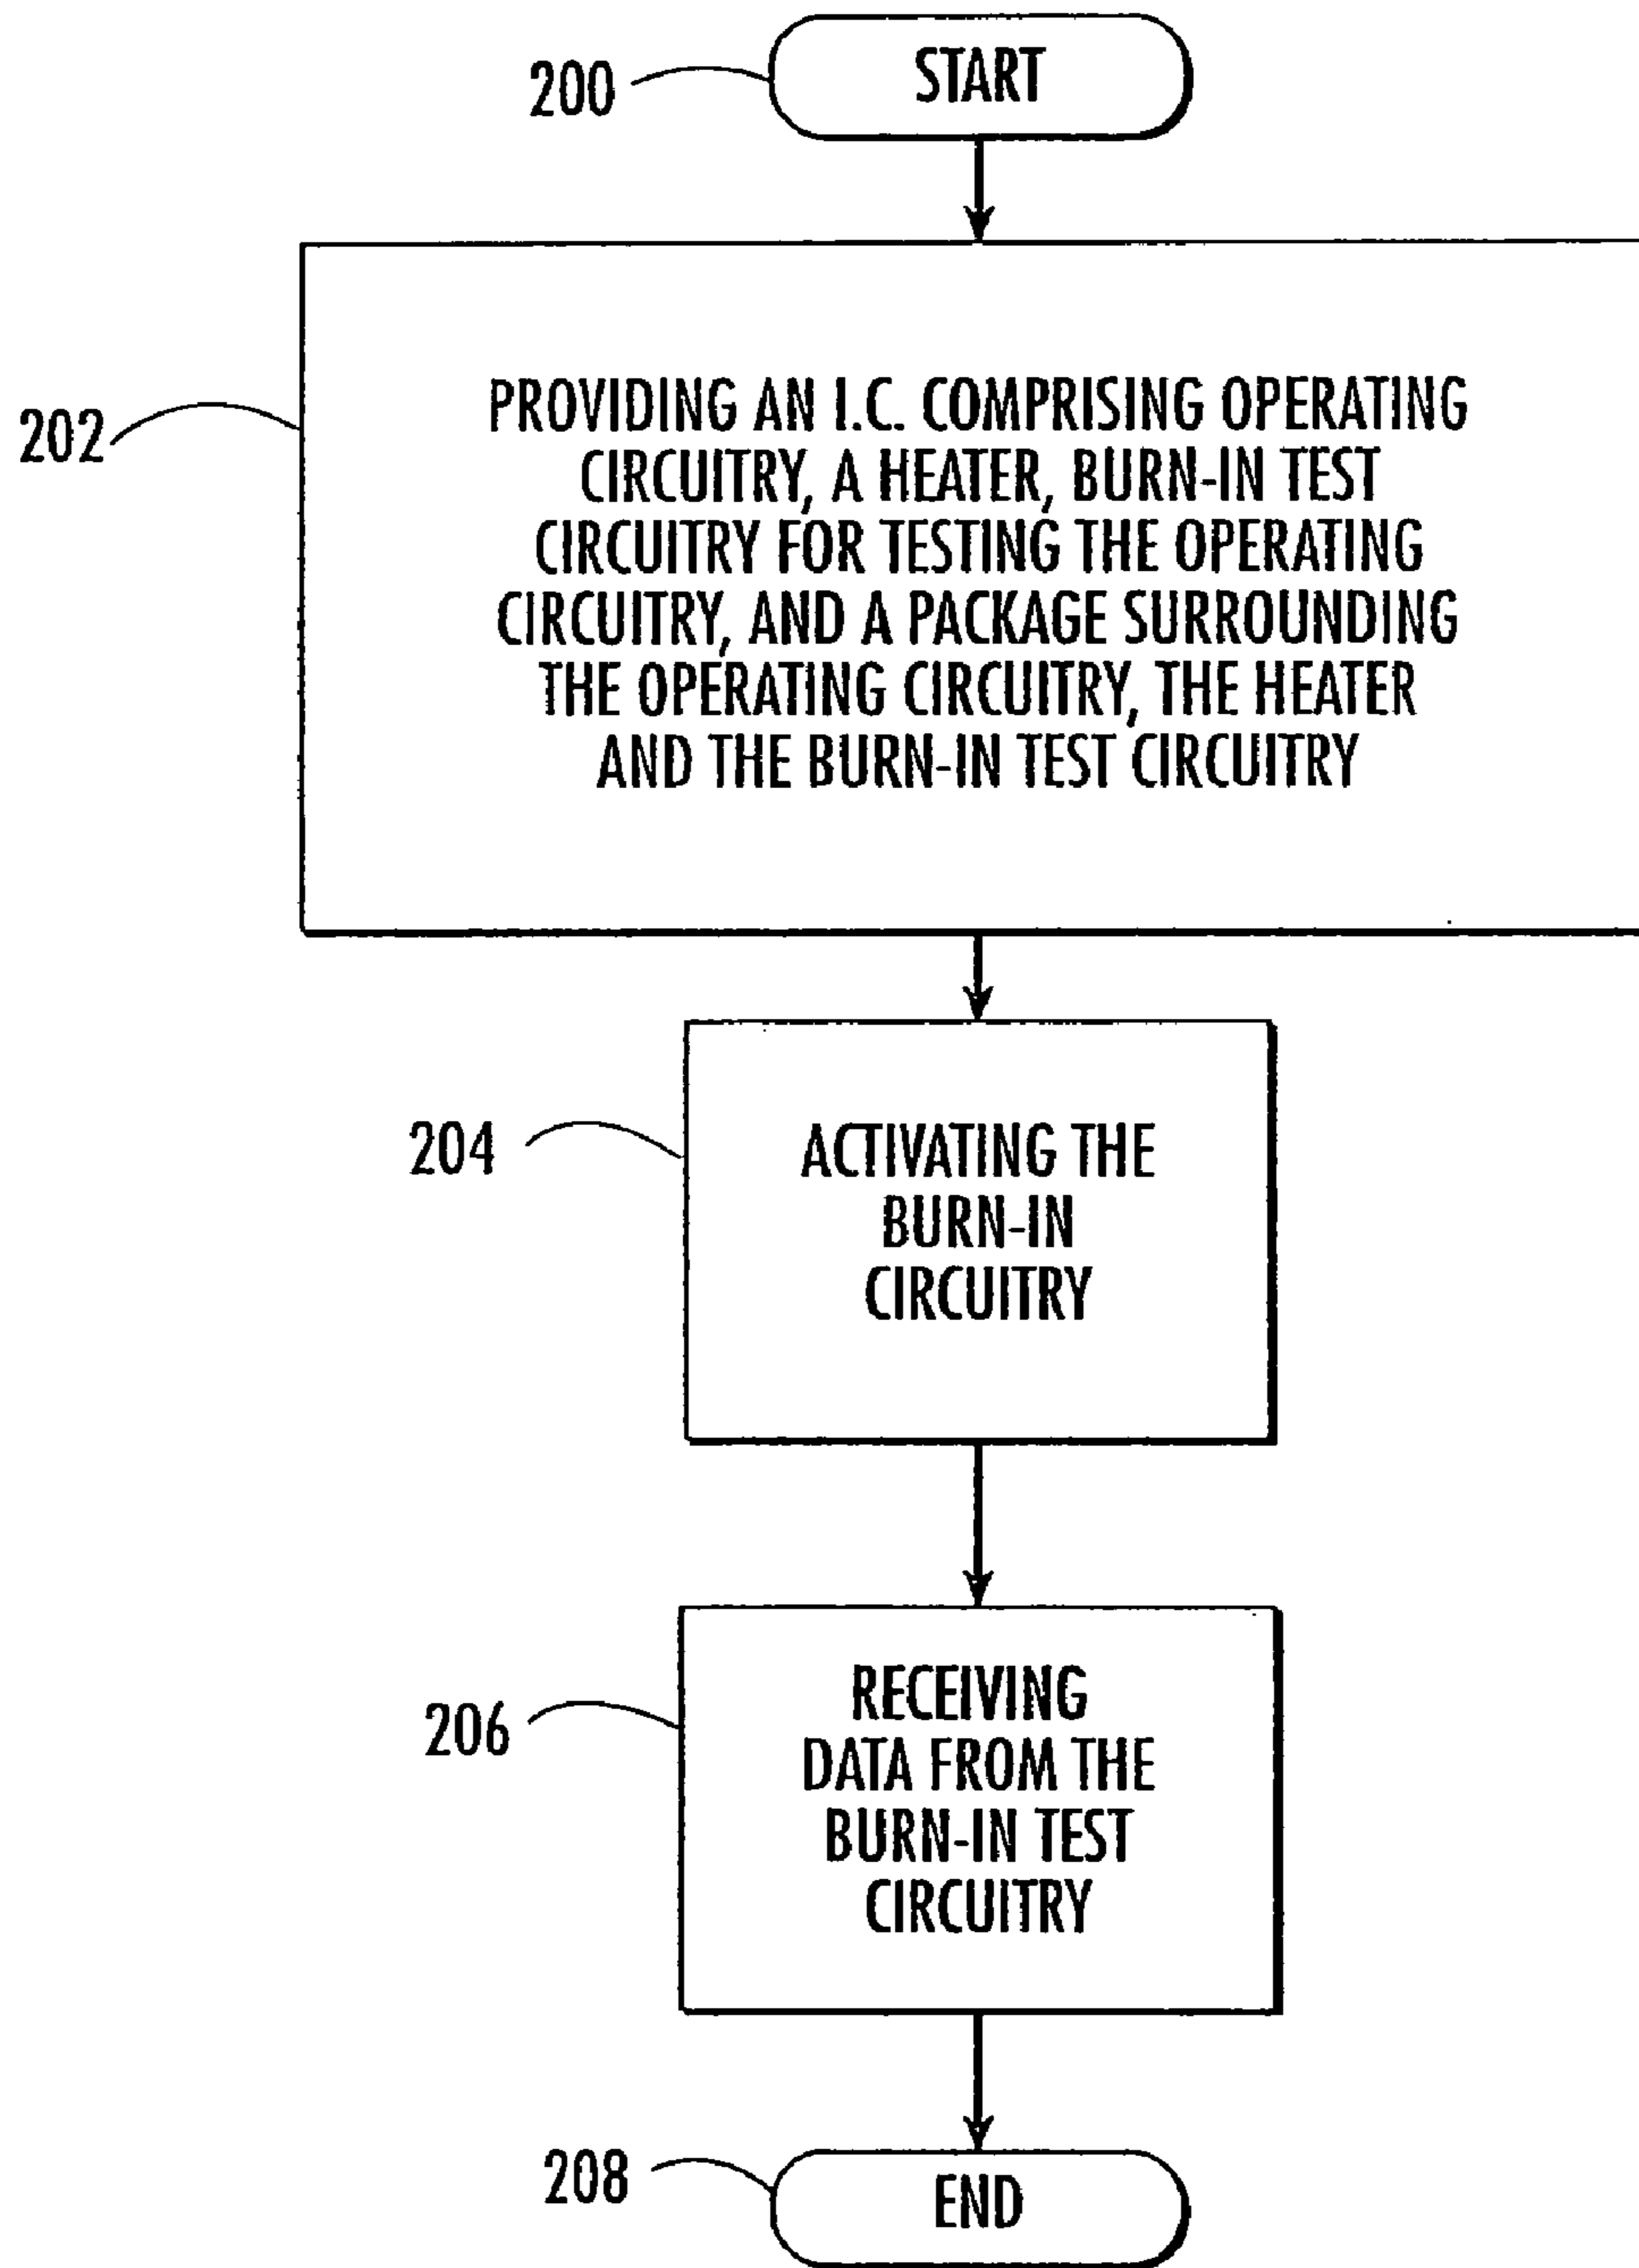 200
START
202
PROVIDING AN I.C. COMPRISING OPERATING
CIRCUITRY, A HEATER, BURN-IN TEST
CIRCUITRY FOR TESTING THE OPERATING
CIRCUITRY, AND A PACKAGE SURROUNDING
THE OPERATING CIRCUITRY, THE HEATER
AND THE BURN-IN TEST CIRCUITRY
204
ACTIVATING THE
BURN-IN
CIRCUITRY
206
RECEIVING
DATA FROM THE
BURN-IN TEST
CIRCUITRY
208
END